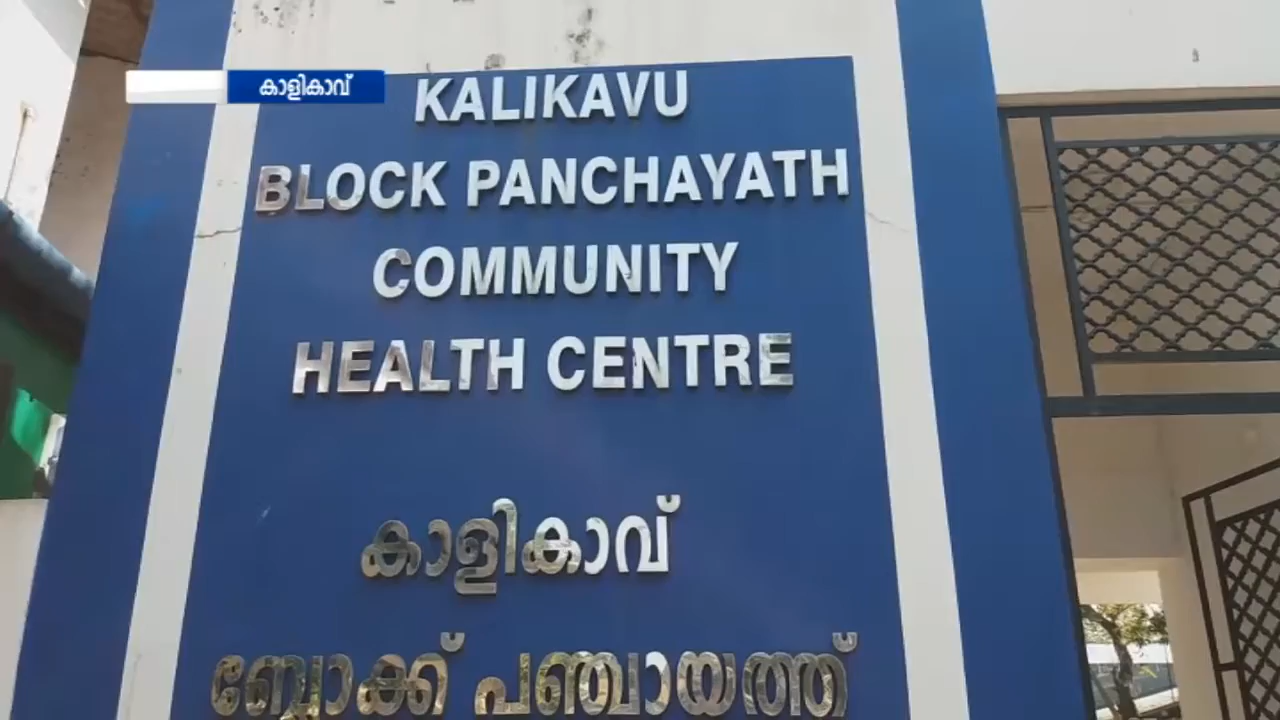 കാളികാവ്
KALIKAVU
BLOCK PANCHAYATH
COMMUNITY
HEALTH CENTRE
കാളികാവ്
ബ്ലോക്ക് പഞ്ചായത്ത്